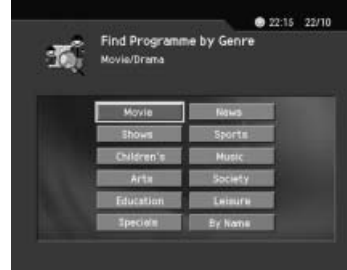 22:15 22/10
Find Programme by Genre
Movie/Drama
Movie News
Shows Sports
Children's Music
Arts Society
Education Leisure
Specials By Name